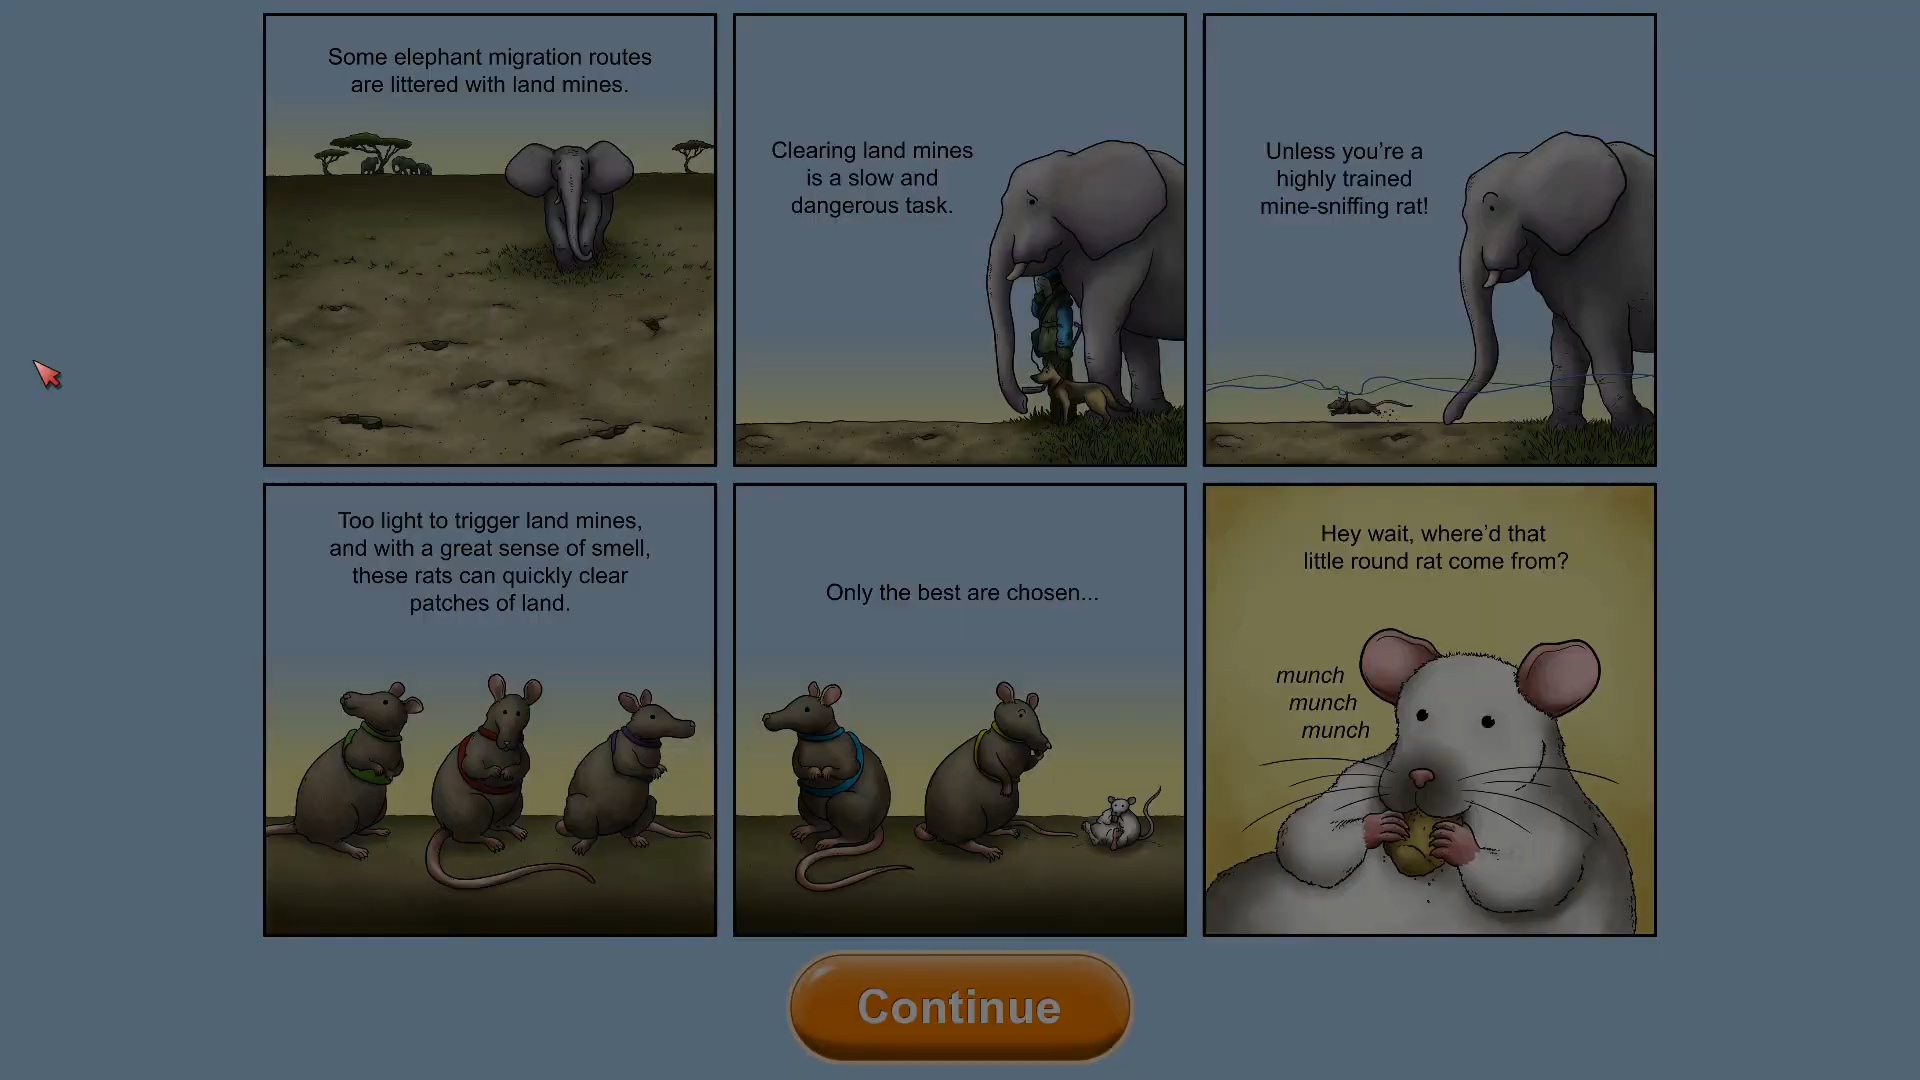 Some elephant migration routes
are littered with land mines.
Clearing land mines
is a slow and
dangerous task.
Unless you're a
highly trained
mine-sniffing rat!
Too light to trigger land mines,
and with a great sense of smell,
these rats can quickly clear
patches of land.
Only the best are chosen...
Hey wait, where'd that
little round rat come from?
munch
munch
munch
Continue